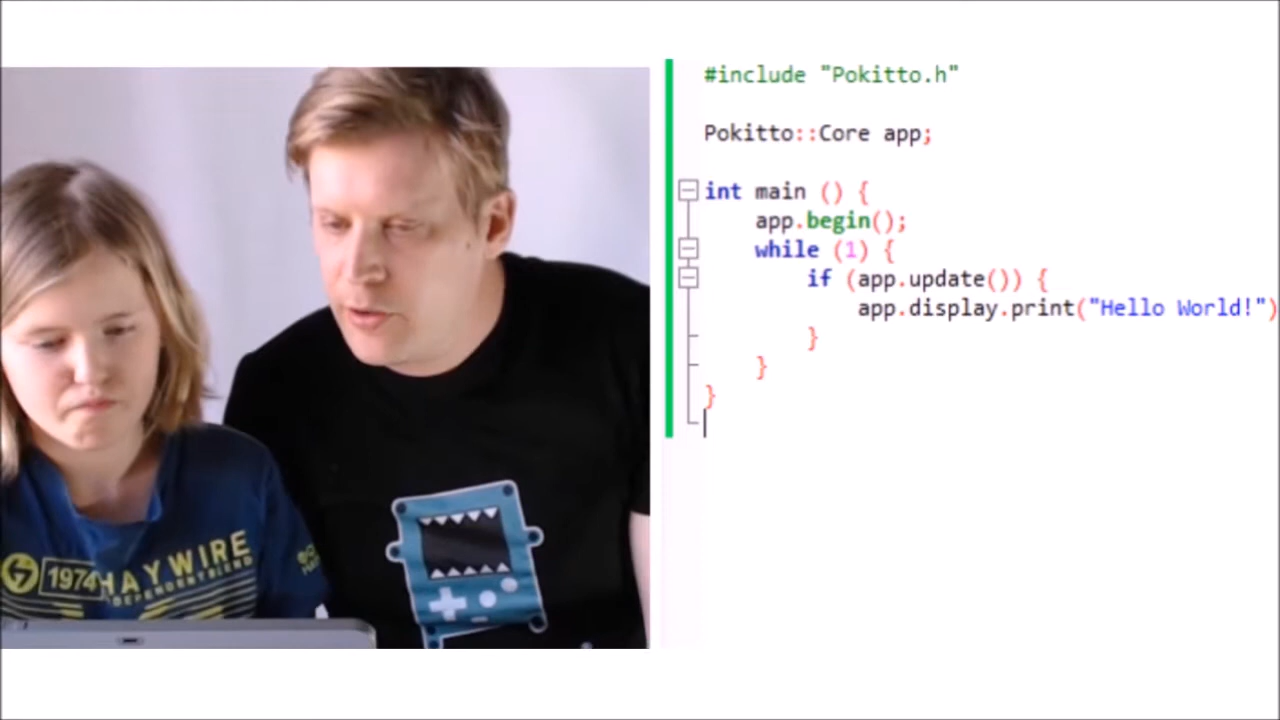 1974 HAYWIRE
#include "Pokitto.h"
Pokitto::Core app;
int main () {
app.begin();
while (1) {
if (app.update()) {
app.display.print("Hello World!")
}
}
}